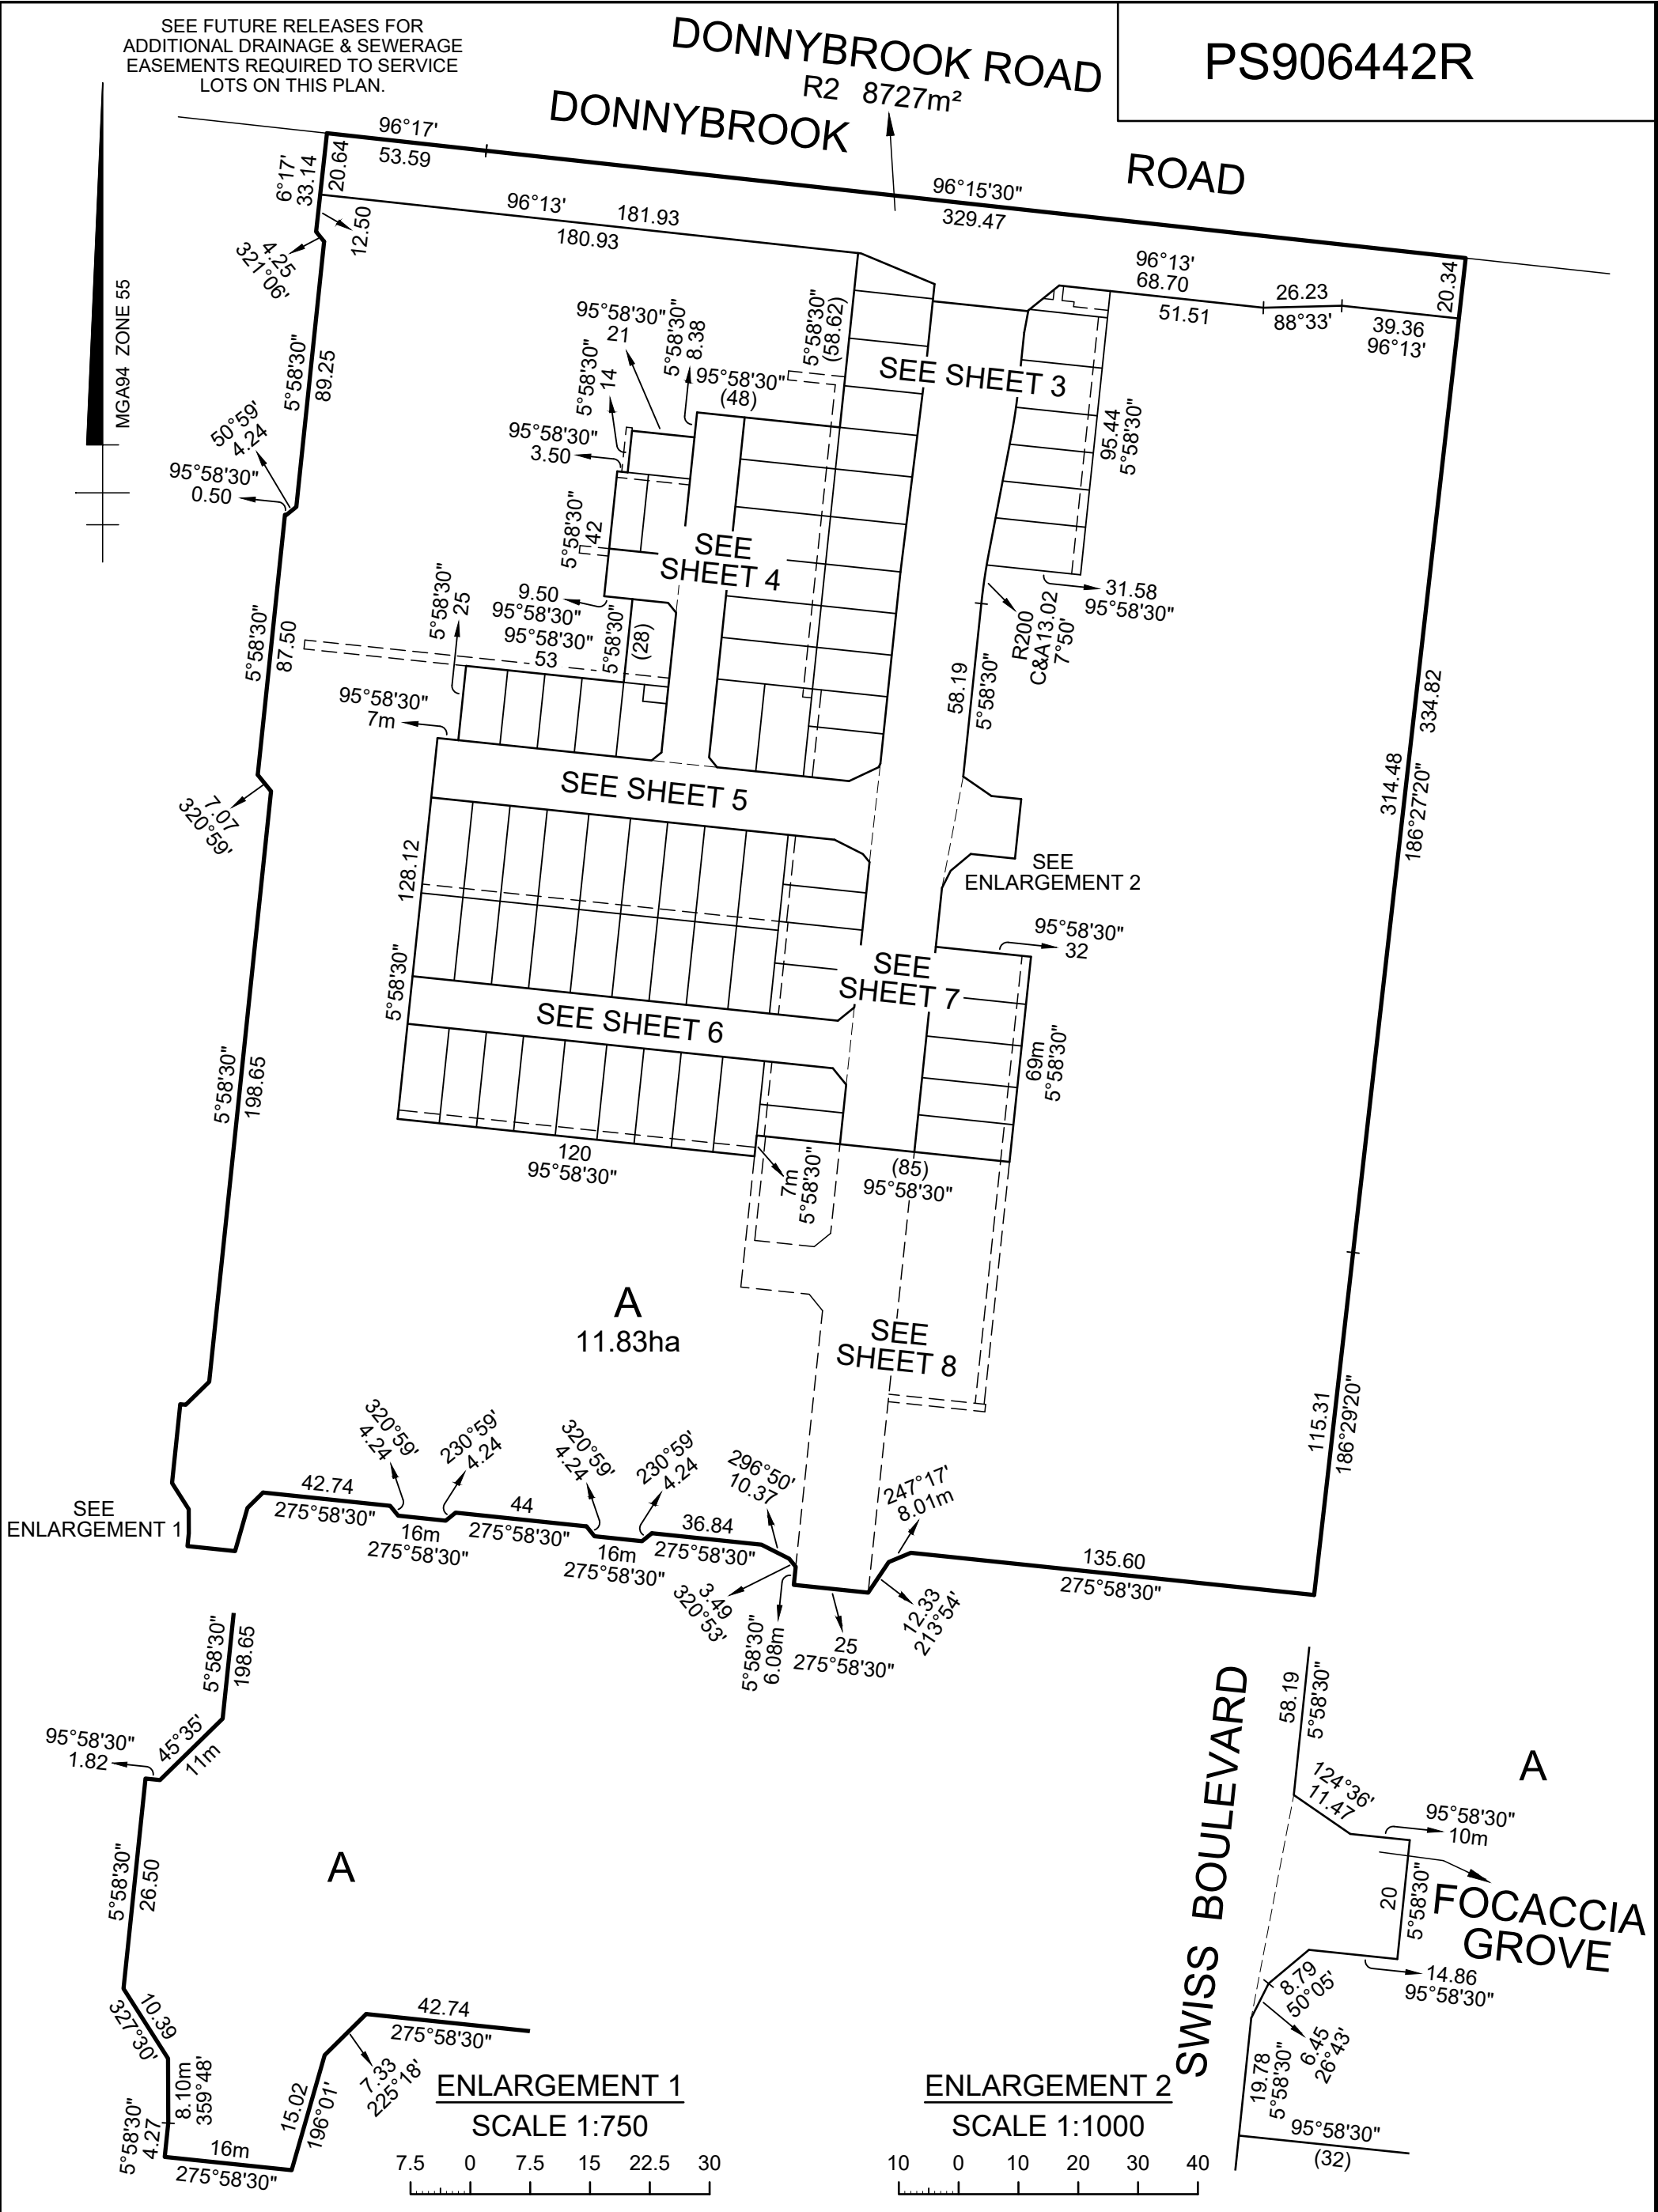 SEE FUTURE RELEASES FOR
ADDITIONAL DRAINAGE & SEWERAGE
EASEMENTS REQUIRED TO SERVICE
LOTS ON THIS PLAN.
PS906442R
DONNYBROOK ROAD
R2 8727m²
DONNYBROOK
ROAD
MGA94 ZONE 55
96°17'
53.59
96°15'30"
329.47
6°17'
33.14
20.64
12.50
96°13'
181.93
180.93
96°13'
68.70
51.51
26.23
88°33'
39.36
96°13'
20.34
4.25
321°06'
5°58'30"
89.25
50°59'
4.24
95°58'30"
0.50
95°58'30"
21
5°58'30"
14
5°58'30"
8.38
95°58'30"
(48)
5°58'30"
(58.62)
SEE SHEET 3
95.44
5°58'30"
95°58'30"
3.50
5°58'30"
42
SEE
SHEET 4
31.58
95°58'30"
R200
C&A13.02
7°50'
5°58'30"
25
9.50
95°58'30"
95°58'30"
53
5°58'30"
(28)
5°58'30"
87.50
95°58'30"
7m
58.19
5°58'30"
334.82
314.48
186°27'20"
SEE SHEET 5
7.07
320°59'
128.12
5°58'30"
SEE
ENLARGEMENT 2
95°58'30"
32
SEE
SHEET 7
SEE SHEET 6
69m
5°58'30"
5°58'30"
198.65
120
95°58'30"
7m
5°58'30"
(85)
95°58'30"
A
11.83ha
SEE
SHEET 8
115.31
186°29'20"
SEE
ENLARGEMENT 1
42.74
275°58'30"
320°59'
4.24
16m
275°58'30"
230°59'
4.24
44
275°58'30"
320°59'
4.24
16m
275°58'30"
230°59'
4.24
36.84
275°58'30"
296°50'
10.37
3.49
320°53'
5°58'30"
6.08m
25
275°58'30"
12.33
213°54'
247°17'
8.01m
135.60
275°58'30"
5°58'30"
198.65
45°35'
11m
95°58'30"
1.82
5°58'30"
26.50
A
10.39
327°30'
8.10m
359°48'
5°58'30"
4.27
16m
275°58'30"
15.02
196°01'
7.33
225°18'
42.74
275°58'30"
ENLARGEMENT 1
SCALE 1:750
7.5 0 7.5 15 22.5 30
SWISS BOULEVARD
58.19
5°58'30"
124°36'
11.47
A
95°58'30"
10m
20
5°58'30"
FOCACCIA
GROVE
14.86
95°58'30"
8.79
50°05'
6.45
26°43'
19.78
5°58'30"
95°58'30"
(32)
ENLARGEMENT 2
SCALE 1:1000
10 0 10 20 30 40